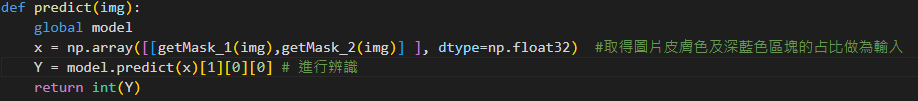 def predict(img):
    global model
    x = np.array([[getMask_1(img),getMask_2(img)] ], dtype=np.float32)  #取得圖片皮膚色及深藍色區塊的占比做為輸入
    Y = model.predict(x)[1][0][0] # 進行辨識
    return int(Y)